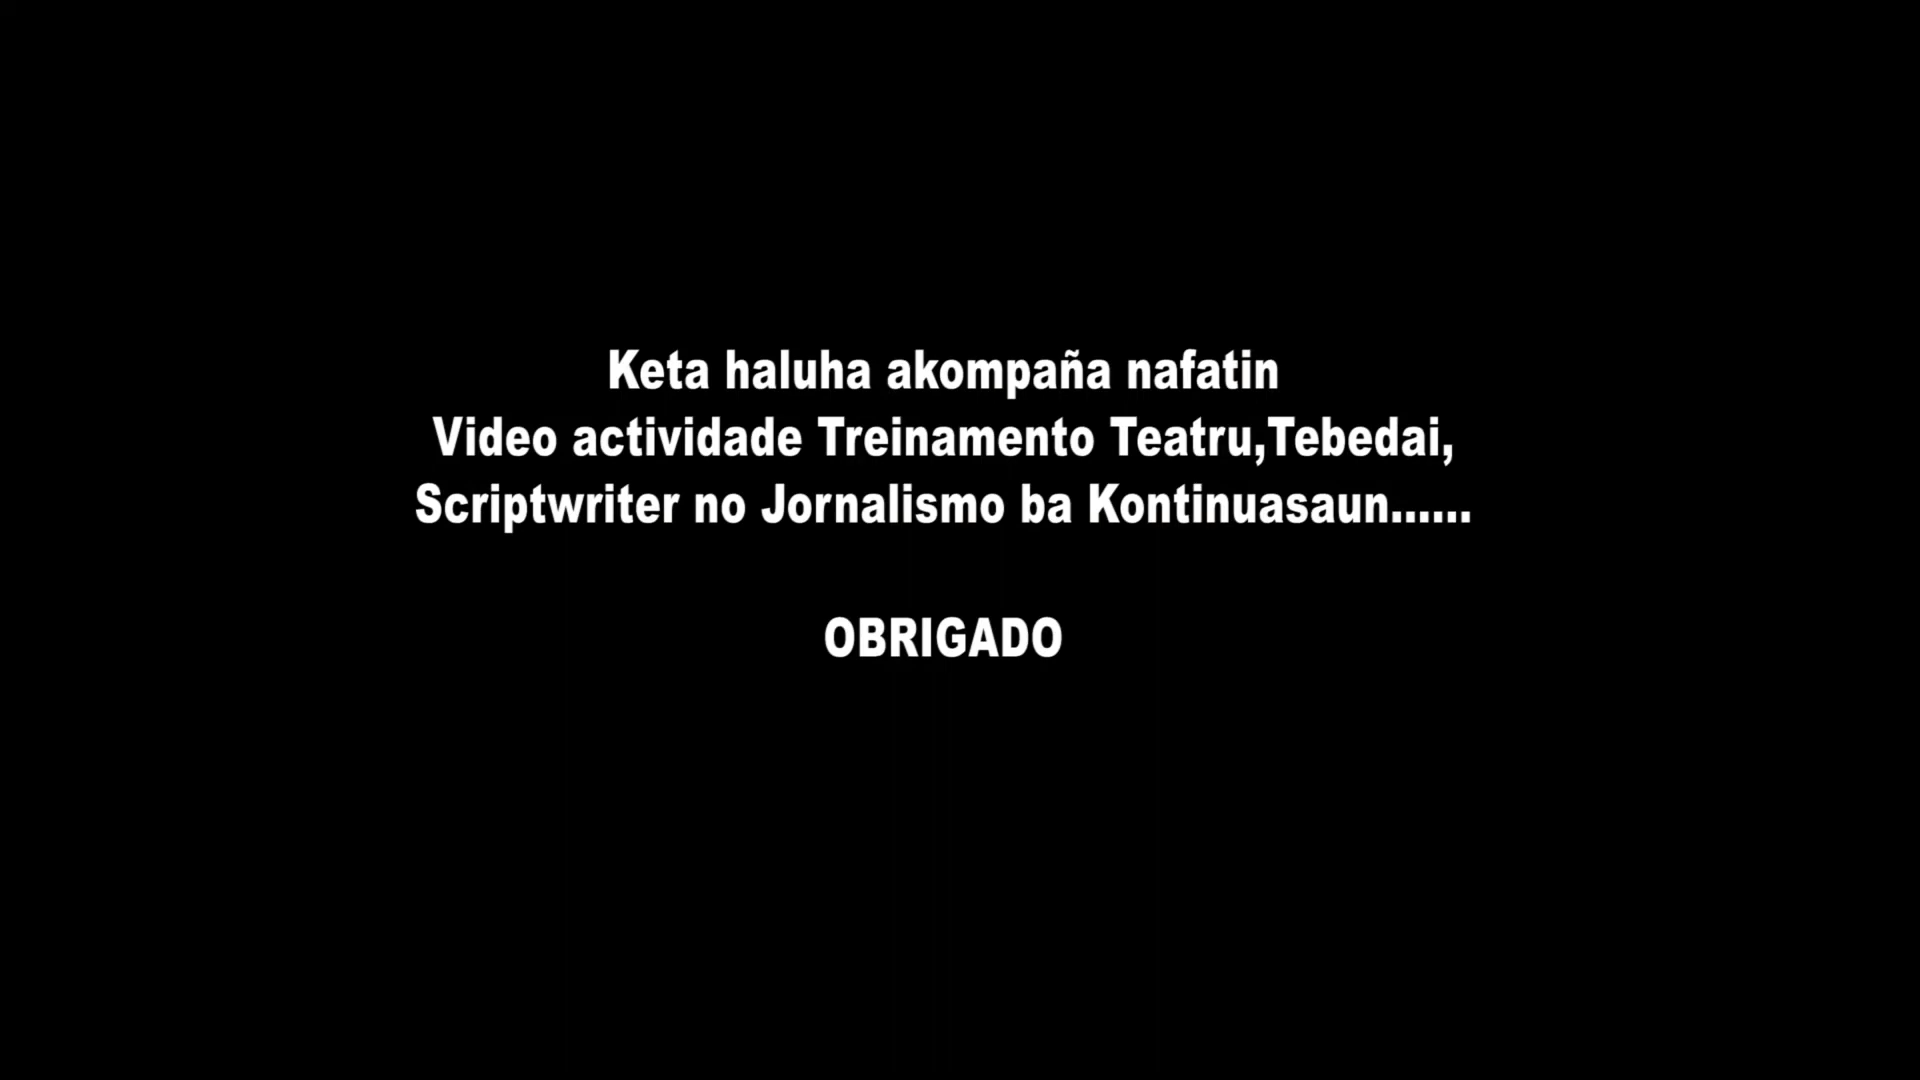 Keta haluha akompaña nafatin
Video actividade Treinamento Teatru,Tebedai,
Scriptwriter no Jornalismo ba Kontinuasaun......
OBRIGADO